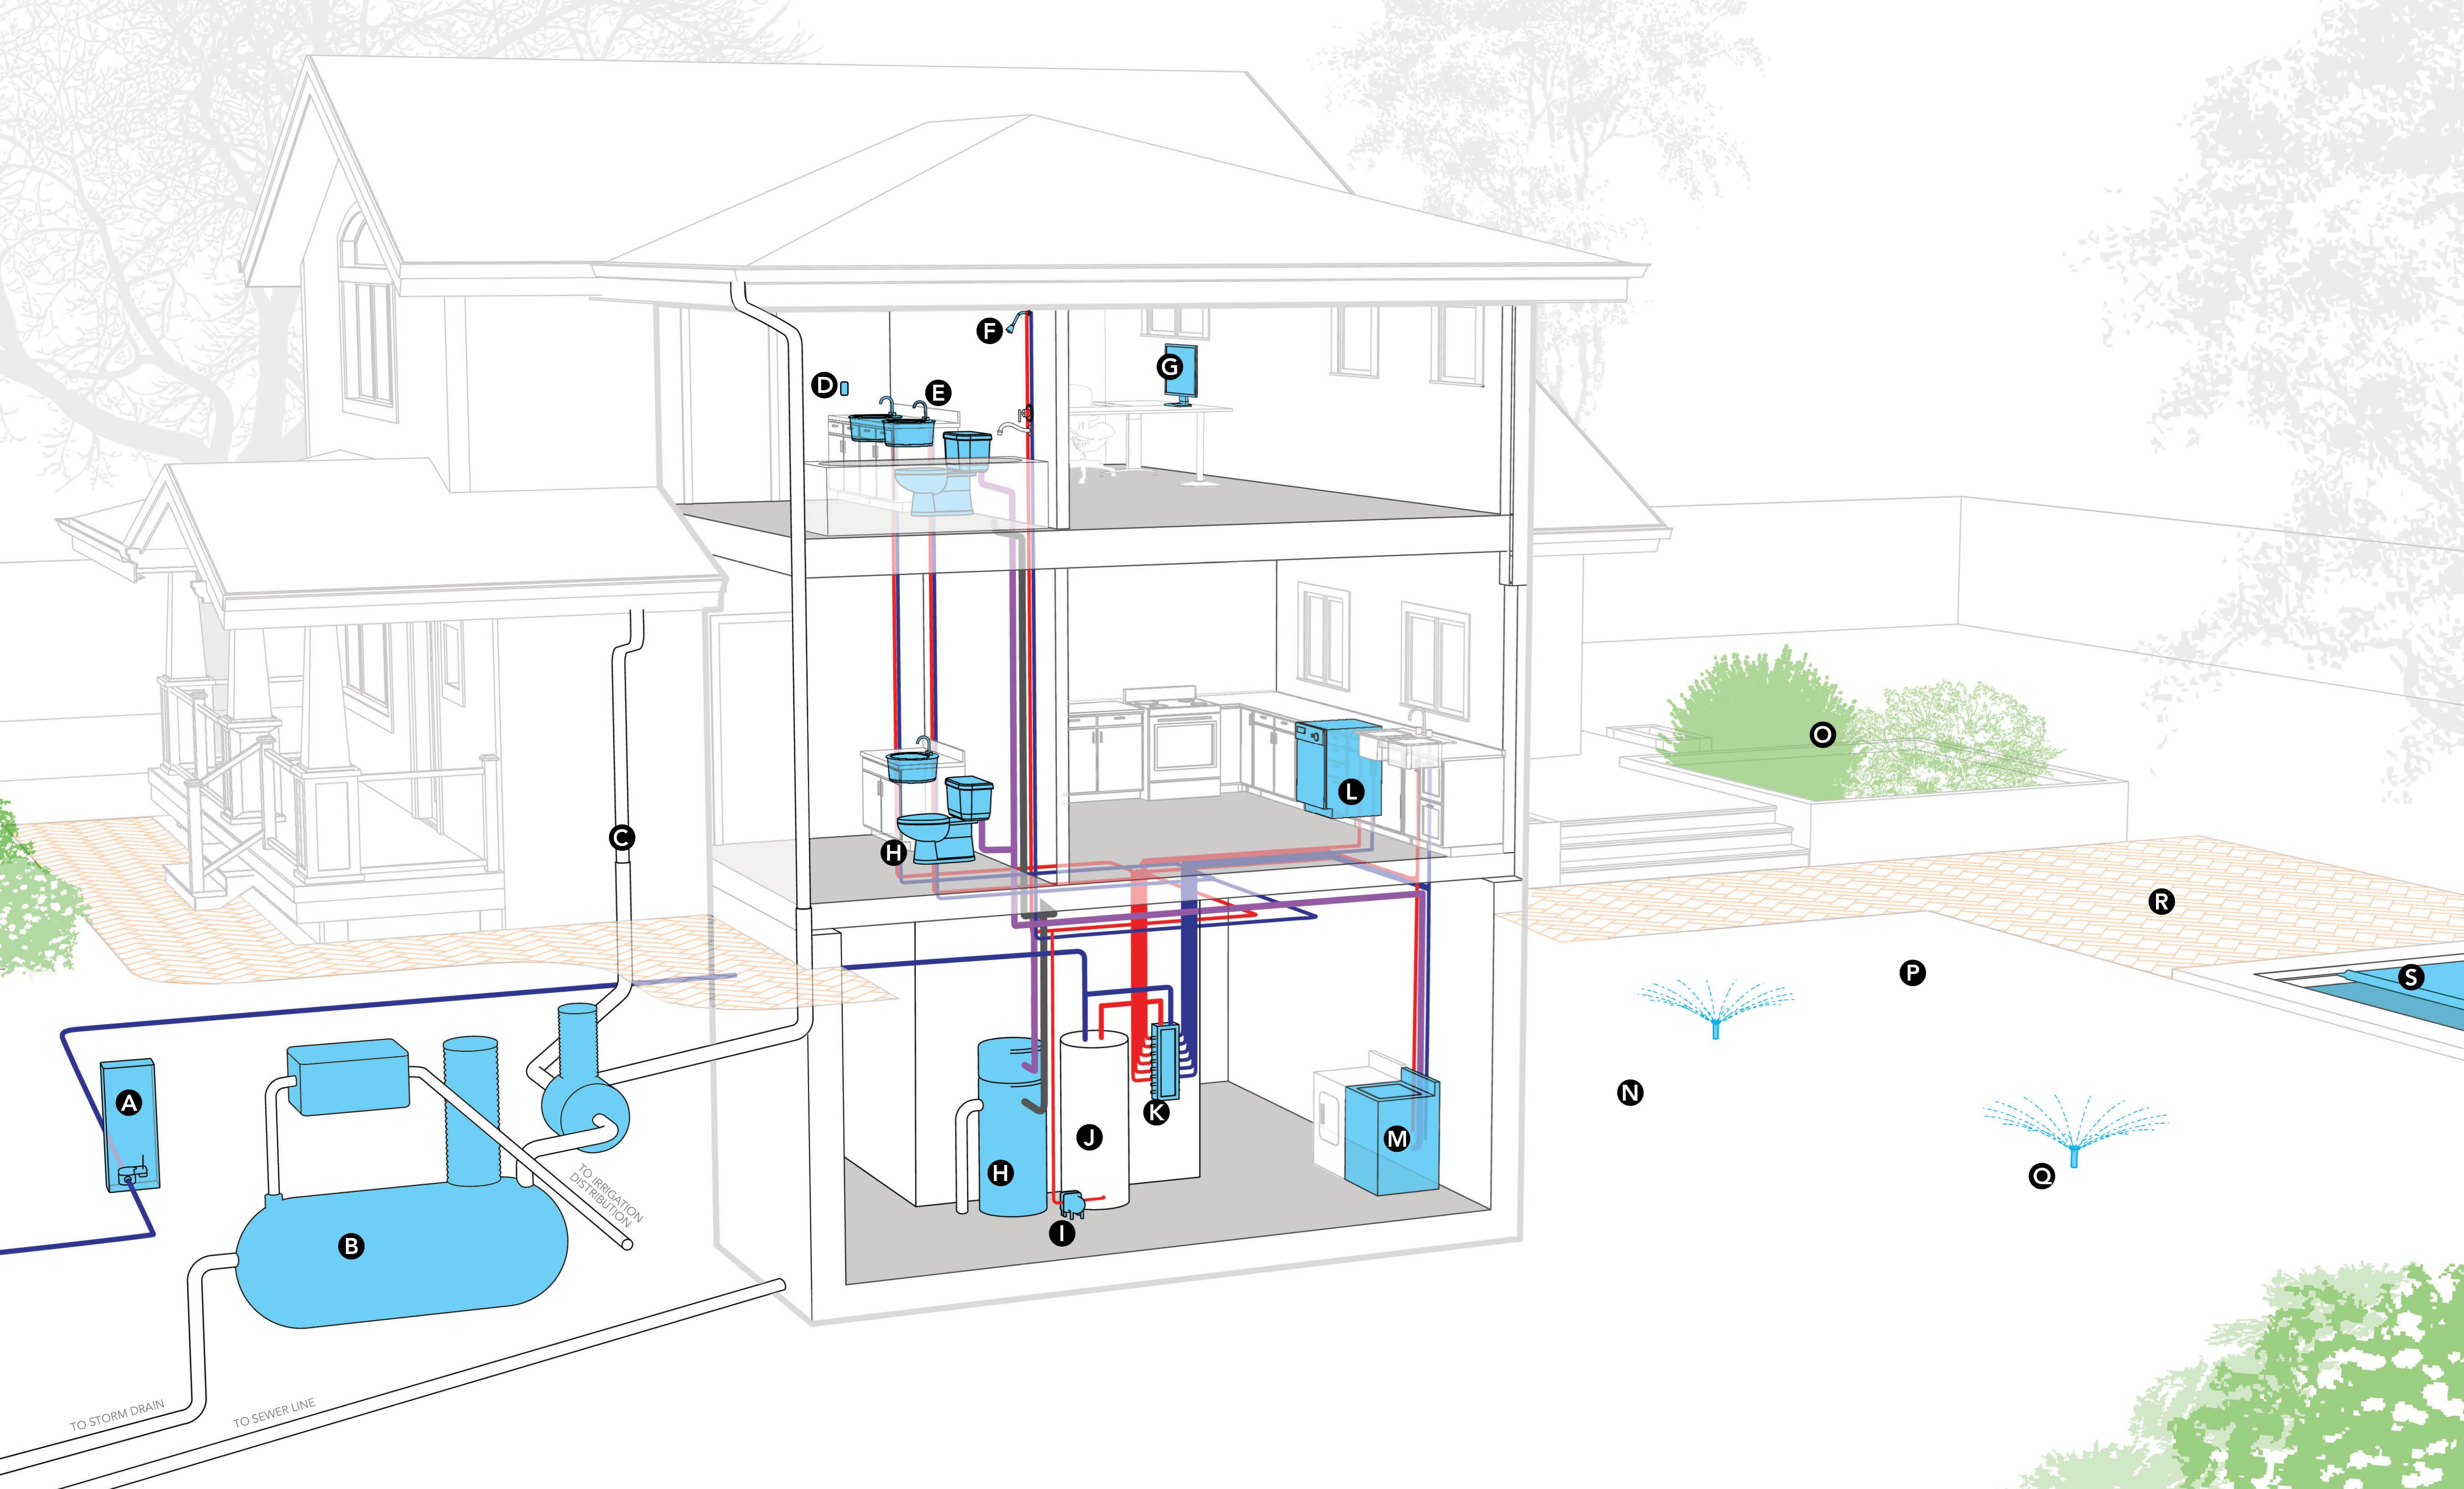 F
G
D
E
O
L
C
H
R
P
S
A
N
K
J
M
H
Q
I
B
TO IRRIGATION
DISTRIBUTION
TO STORM DRAIN
TO SEWER LINE